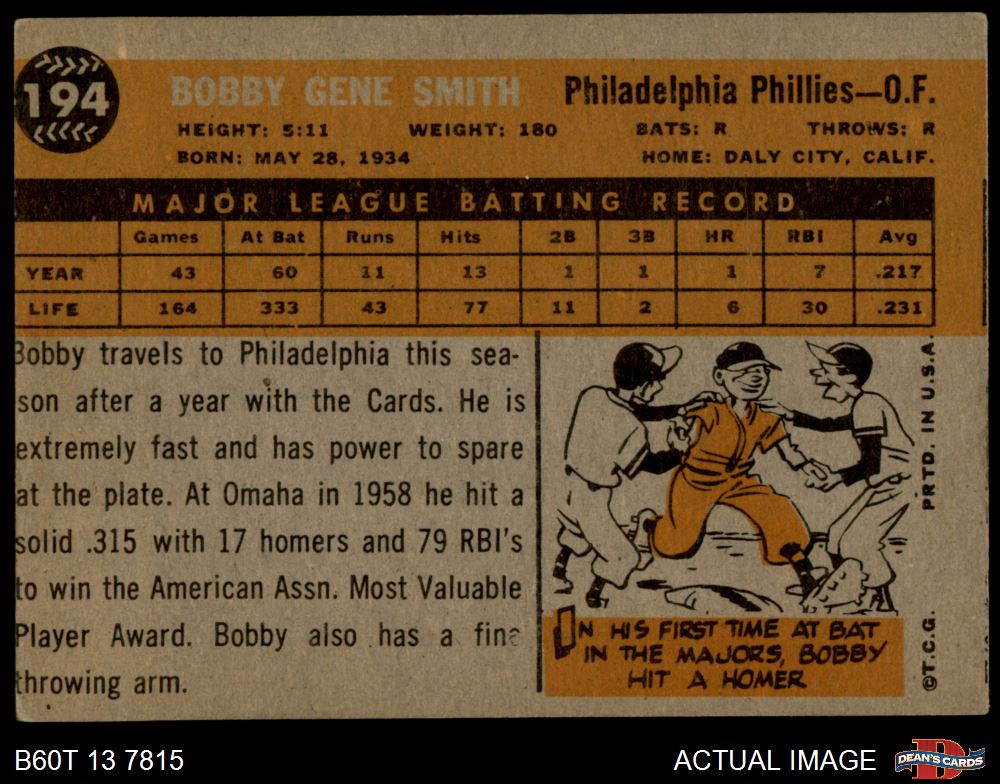 194
BOBBY GENE SMITH
Philadelphia Phillies—O.F.
HEIGHT: 5:11 WEIGHT: 180 BATS: R THROWS: R
BORN: MAY 28, 1934 HOME: DALY CITY, CALIF.
MAJOR LEAGUE BATTING RECORD
Games At Bat Runs Hits 2B 3B HR RBI Avg
YEAR 43 60 11 13 1 1 1 7 .217
LIFE 164 333 43 77 11 2 6 30 .231
Bobby travels to Philadelphia this sea-
son after a year with the Cards. He is
extremely fast and has power to spare
at the plate. At Omaha in 1958 he hit a
solid .315 with 17 homers and 79 RBI's
to win the American Assn. Most Valuable
Player Award. Bobby also has a fine
throwing arm.
IN HIS FIRST TIME AT BAT
IN THE MAJORS, BOBBY
HIT A HOMER
©T.C.G. PRTD. IN U.S.A.
B60T 13 7815
ACTUAL IMAGE
DEAN'S CARDS